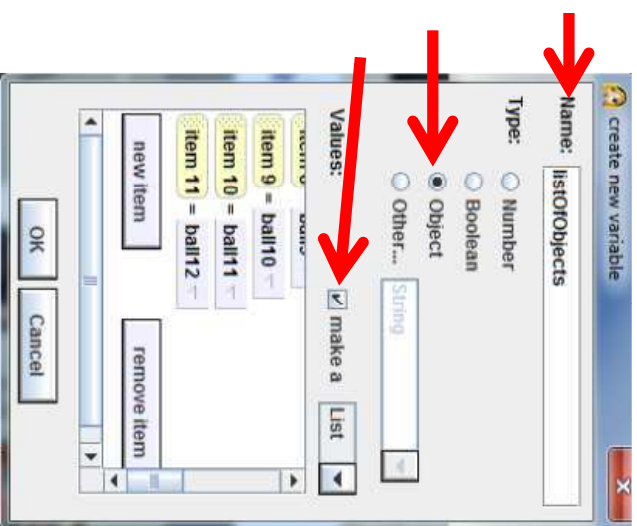 create new variable
X
Name: listOfObjects
Type: Number
Boolean
Object
Other... String
Values: make a List
item 9 = ball10
item 10 = ball11
item 11 = ball12
new item remove item
OK Cancel